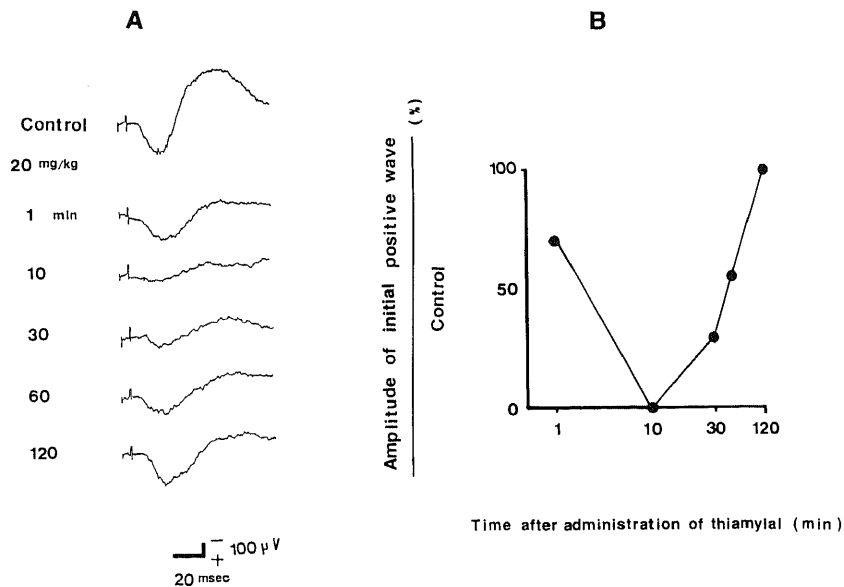 A
Control
20 mg/kg
1 min
10
30
60
120
− 100 μV
+
20 msec
B
Amplitude of initial positive wave (%)
Control
100
50
0
1 10 30 120
Time after administration of thiamylal (min)